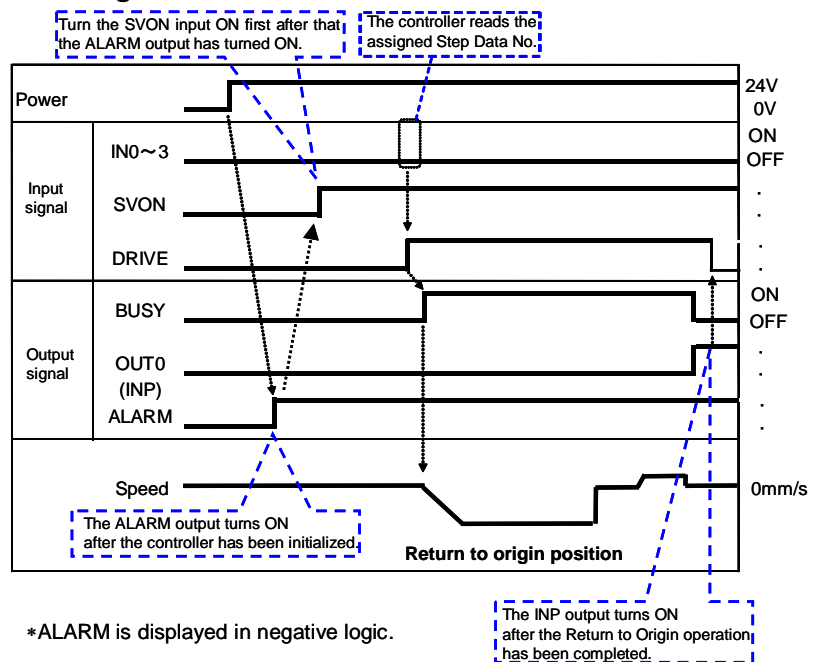 Turn the SVON input ON first after that
the ALARM output has turned ON.
The controller reads the
assigned Step Data No.
Power
24V
0V
Input
signal
IN0～3
ON
OFF
SVON
DRIVE
Output
signal
BUSY
ON
OFF
OUT0
(INP)
ALARM
Speed
0mm/s
The ALARM output turns ON
after the controller has been initialized.
Return to origin position
The INP output turns ON
after the Return to Origin operation
has been completed.
*ALARM is displayed in negative logic.